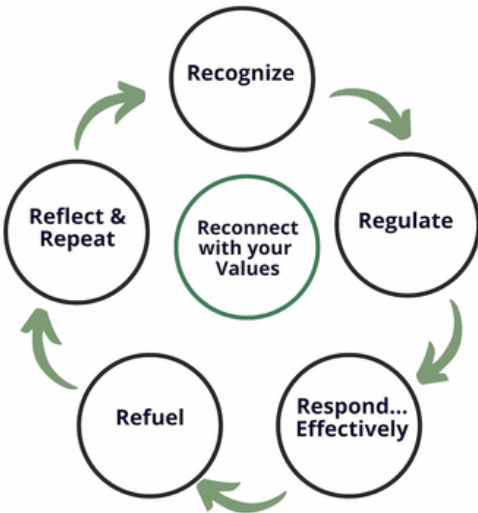 Recognize
Regulate
Respond...
Effectively
Refuel
Reflect &
Repeat
Reconnect
with your
Values